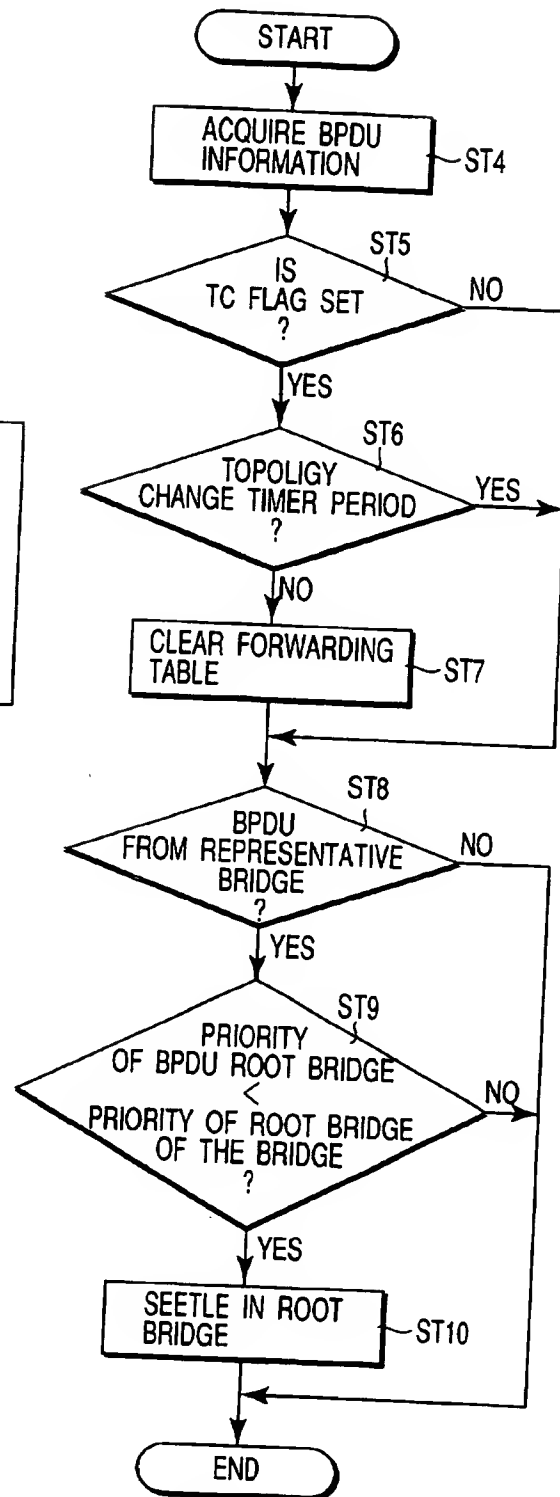 START
ACQUIRE BPDU
INFORMATION
ST4
ST5
IS
TC FLAG SET
?
NO
YES
ST6
TOPOLIGY
CHANGE TIMER PERIOD
?
YES
NO
CLEAR FORWARDING
TABLE
ST7
ST8
BPDU
FROM REPRESENTATIVE
BRIDGE
?
NO
YES
ST9
PRIORITY
OF BPDU ROOT BRIDGE
<
PRIORITY OF ROOT BRIDGE
OF THE BRIDGE
?
NO
YES
SEETLE IN ROOT
BRIDGE
ST10
END